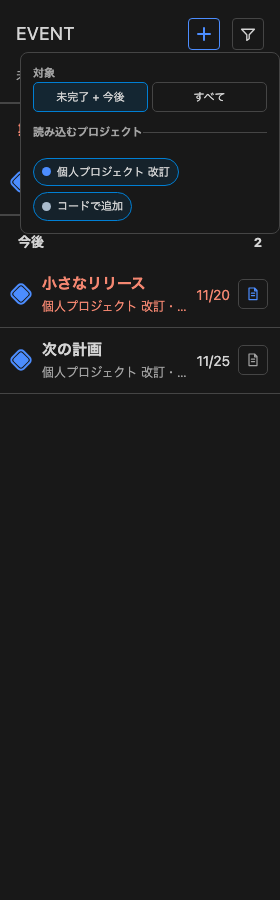 EVENT
対象
未完了 + 今後
すべて
読み込むプロジェクト
個人プロジェクト 改訂
コードで追加
今後
2
小さなリリース
個人プロジェクト 改訂・...
11/20
次の計画
個人プロジェクト 改訂・...
11/25